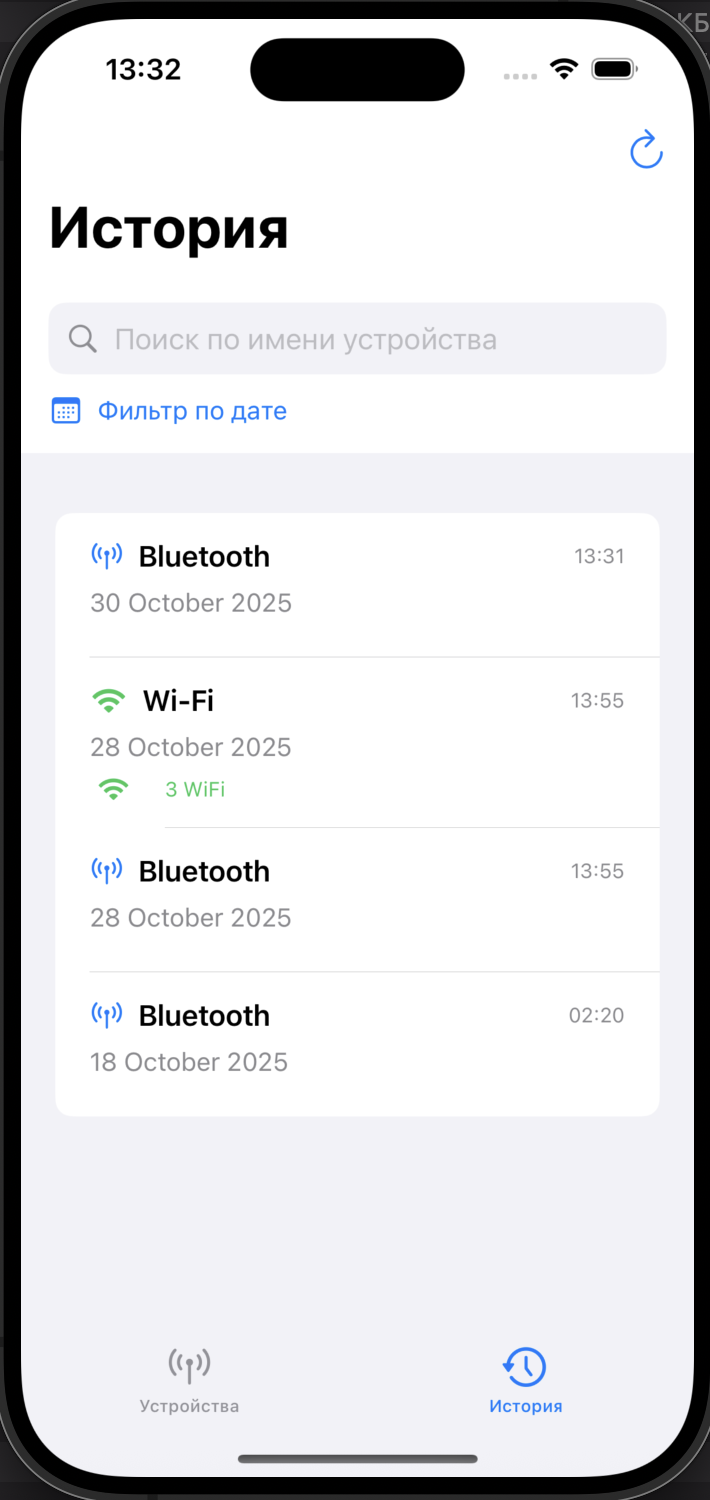 КБ
13:32
История
Поиск по имени устройства
Фильтр по дате
Bluetooth 13:31
30 October 2025
Wi-Fi 13:55
28 October 2025
3 WiFi
Bluetooth 13:55
28 October 2025
Bluetooth 02:20
18 October 2025
Устройства История